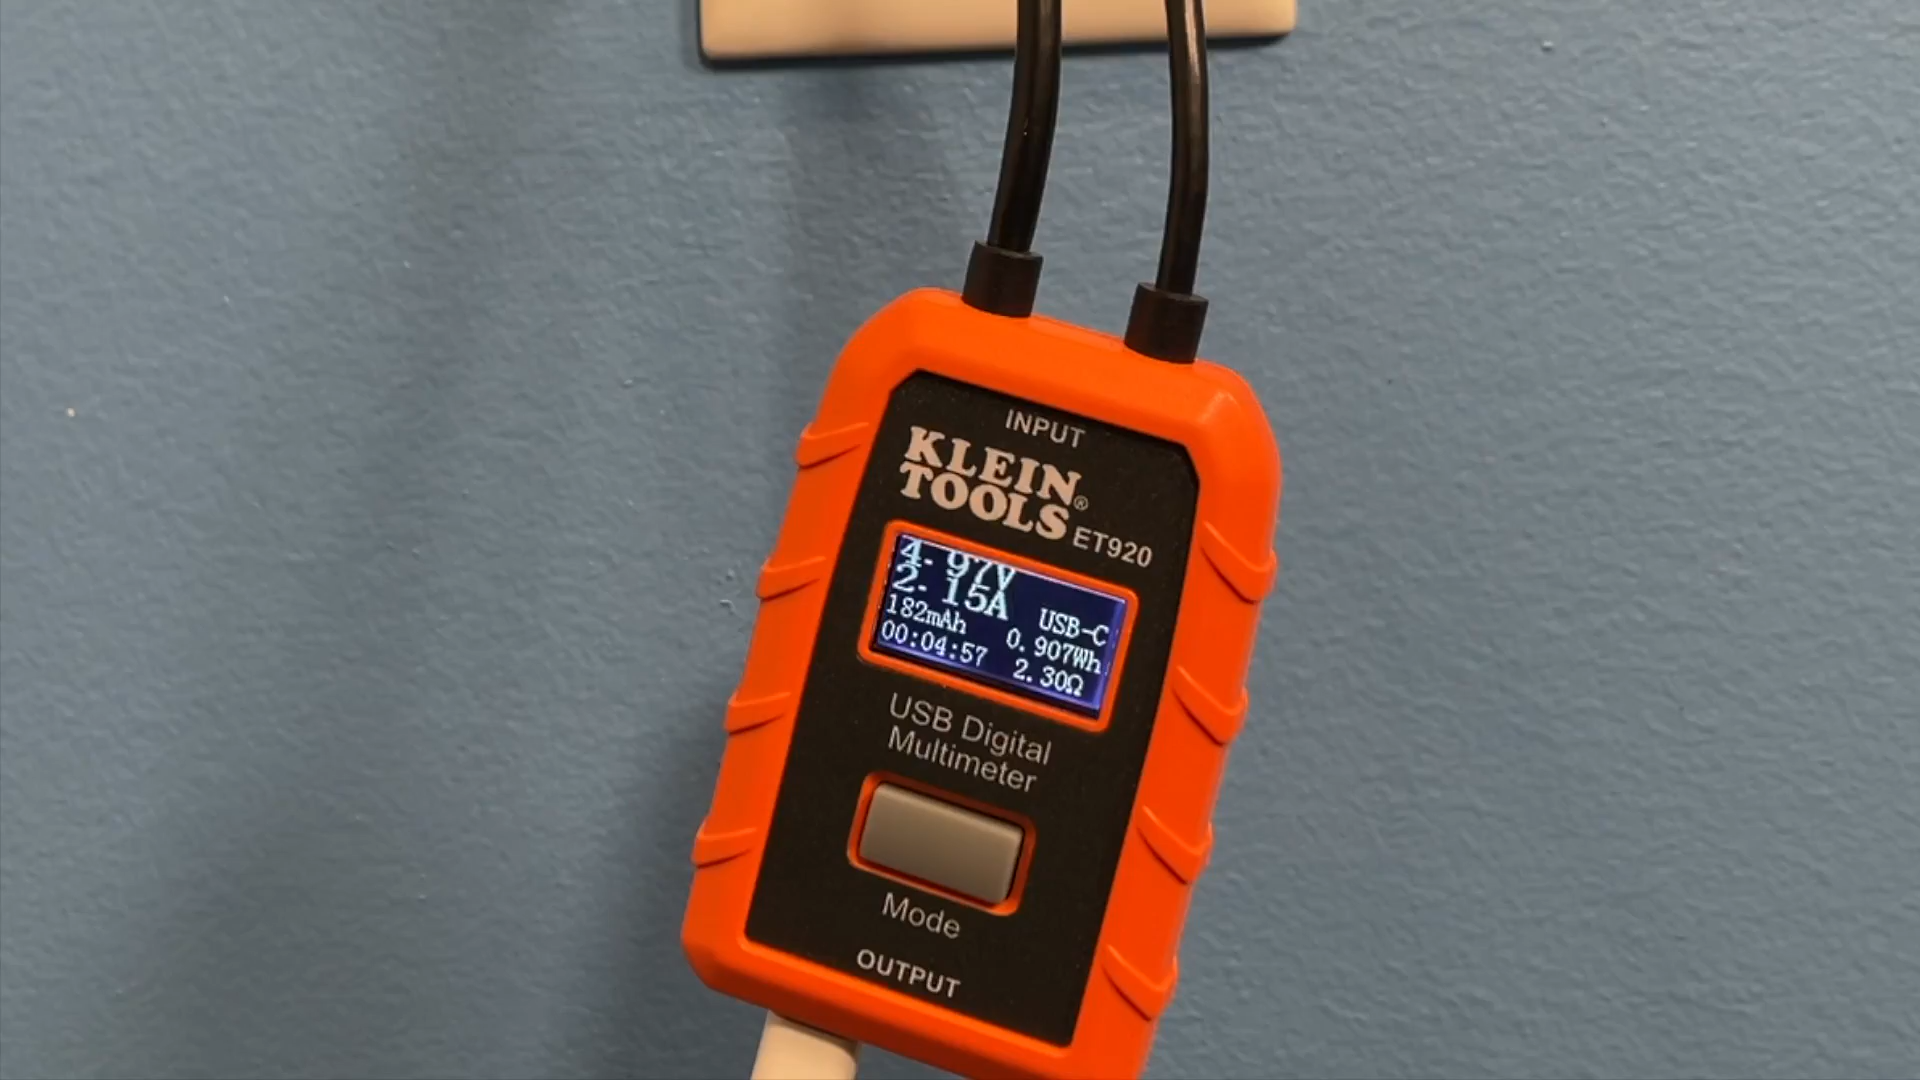 INPUT
KLEIN
TOOLS®
ET920
4.97V
2.15A
USB-C
182mAh
0.907Wh
00:04:57
2.30Ω
USB Digital
Multimeter
Mode
OUTPUT